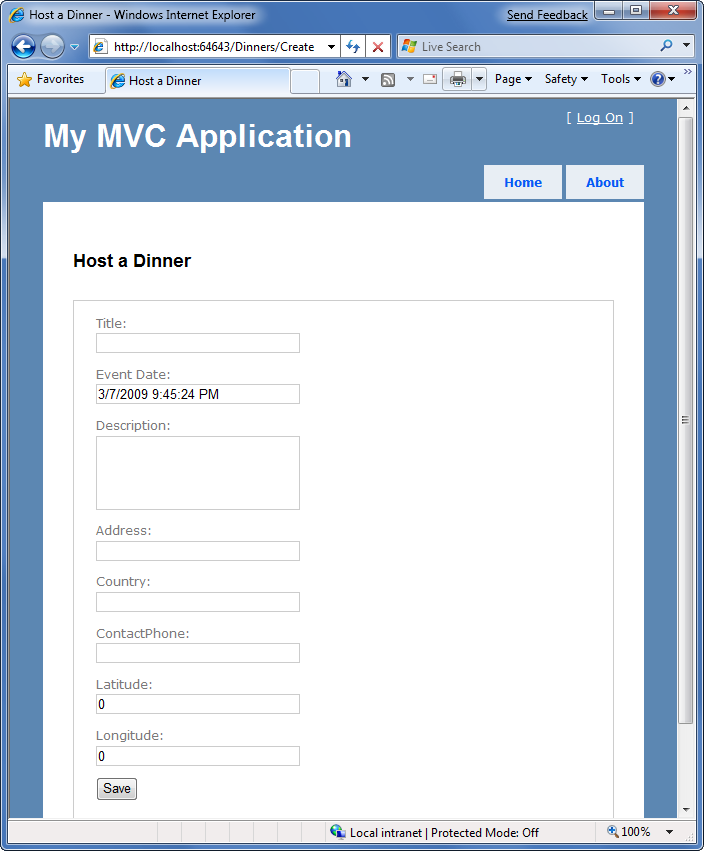 Host a Dinner - Windows Internet Explorer
Send Feedback
http://localhost:64643/Dinners/Create
Live Search
Favorites
Host a Dinner
Page
Safety
Tools
»
[ Log On ]
My MVC Application
Home
About
Host a Dinner
Title:
Event Date:
3/7/2009 9:45:24 PM
Description:
Address:
Country:
ContactPhone:
Latitude:
0
Longitude:
0
Save
Local intranet | Protected Mode: Off
100%